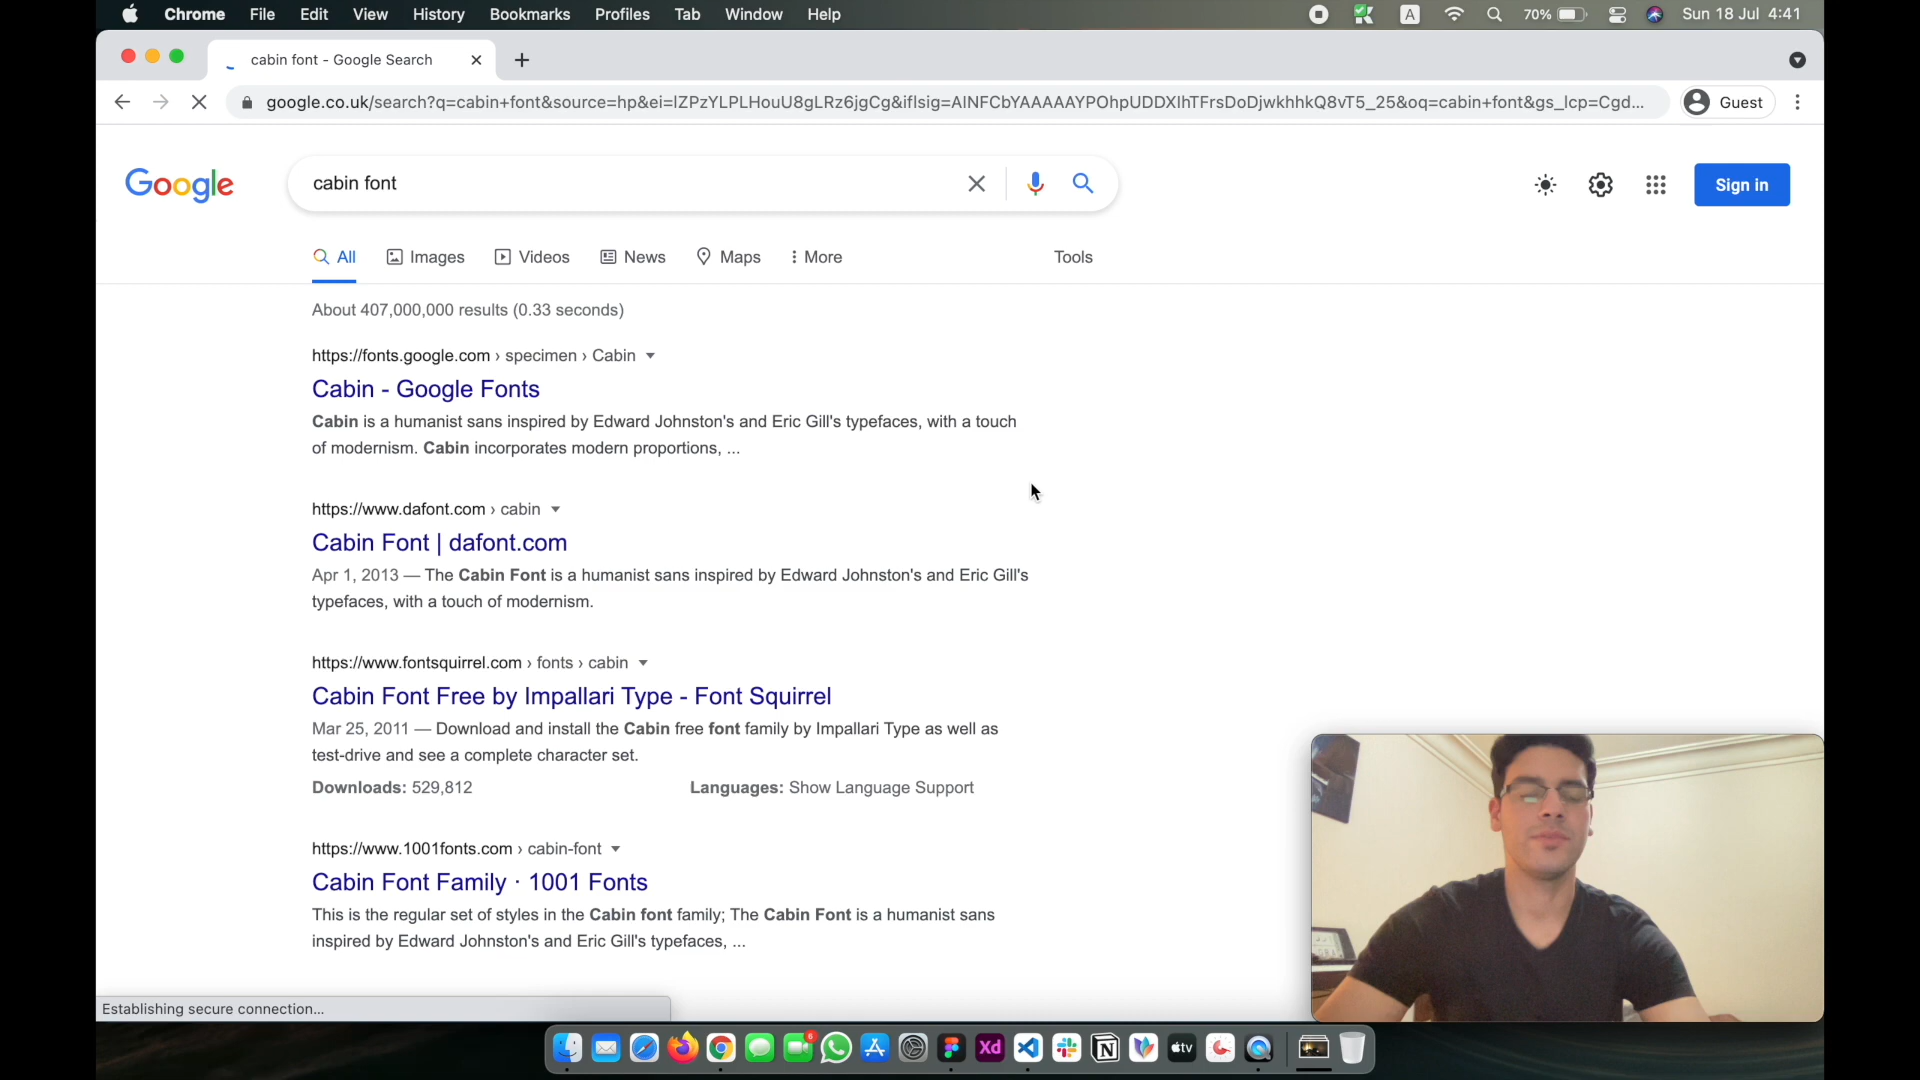 Chrome File Edit View History Bookmarks Profiles Tab Window Help A 70% Sun 18 Jul 4:41
cabin font - Google Search
google.co.uk/search?q=cabin+font&source=hp&ei=IZPzYLPLHouU8gLRz6jgCg&iflsig=AINFCbYAAAAAYPOhpUDDXIhTFrsDoDjwkhhkQ8vT5_25&oq=cabin+font&gs_lcp=Cgd... Guest
Google cabin font Sign in
All Images Videos News Maps More Tools
About 407,000,000 results (0.33 seconds)
https://fonts.google.com › specimen › Cabin
Cabin - Google Fonts
Cabin is a humanist sans inspired by Edward Johnston's and Eric Gill's typefaces, with a touch
of modernism. Cabin incorporates modern proportions, ...
https://www.dafont.com › cabin
Cabin Font | dafont.com
Apr 1, 2013 — The Cabin Font is a humanist sans inspired by Edward Johnston's and Eric Gill's
typefaces, with a touch of modernism.
https://www.fontsquirrel.com › fonts › cabin
Cabin Font Free by Impallari Type - Font Squirrel
Mar 25, 2011 — Download and install the Cabin free font family by Impallari Type as well as
test-drive and see a complete character set.
Downloads: 529,812 Languages: Show Language Support
https://www.1001fonts.com › cabin-font
Cabin Font Family · 1001 Fonts
This is the regular set of styles in the Cabin font family; The Cabin Font is a humanist sans
inspired by Edward Johnston's and Eric Gill's typefaces, ...
Establishing secure connection...
6 Xd N tv